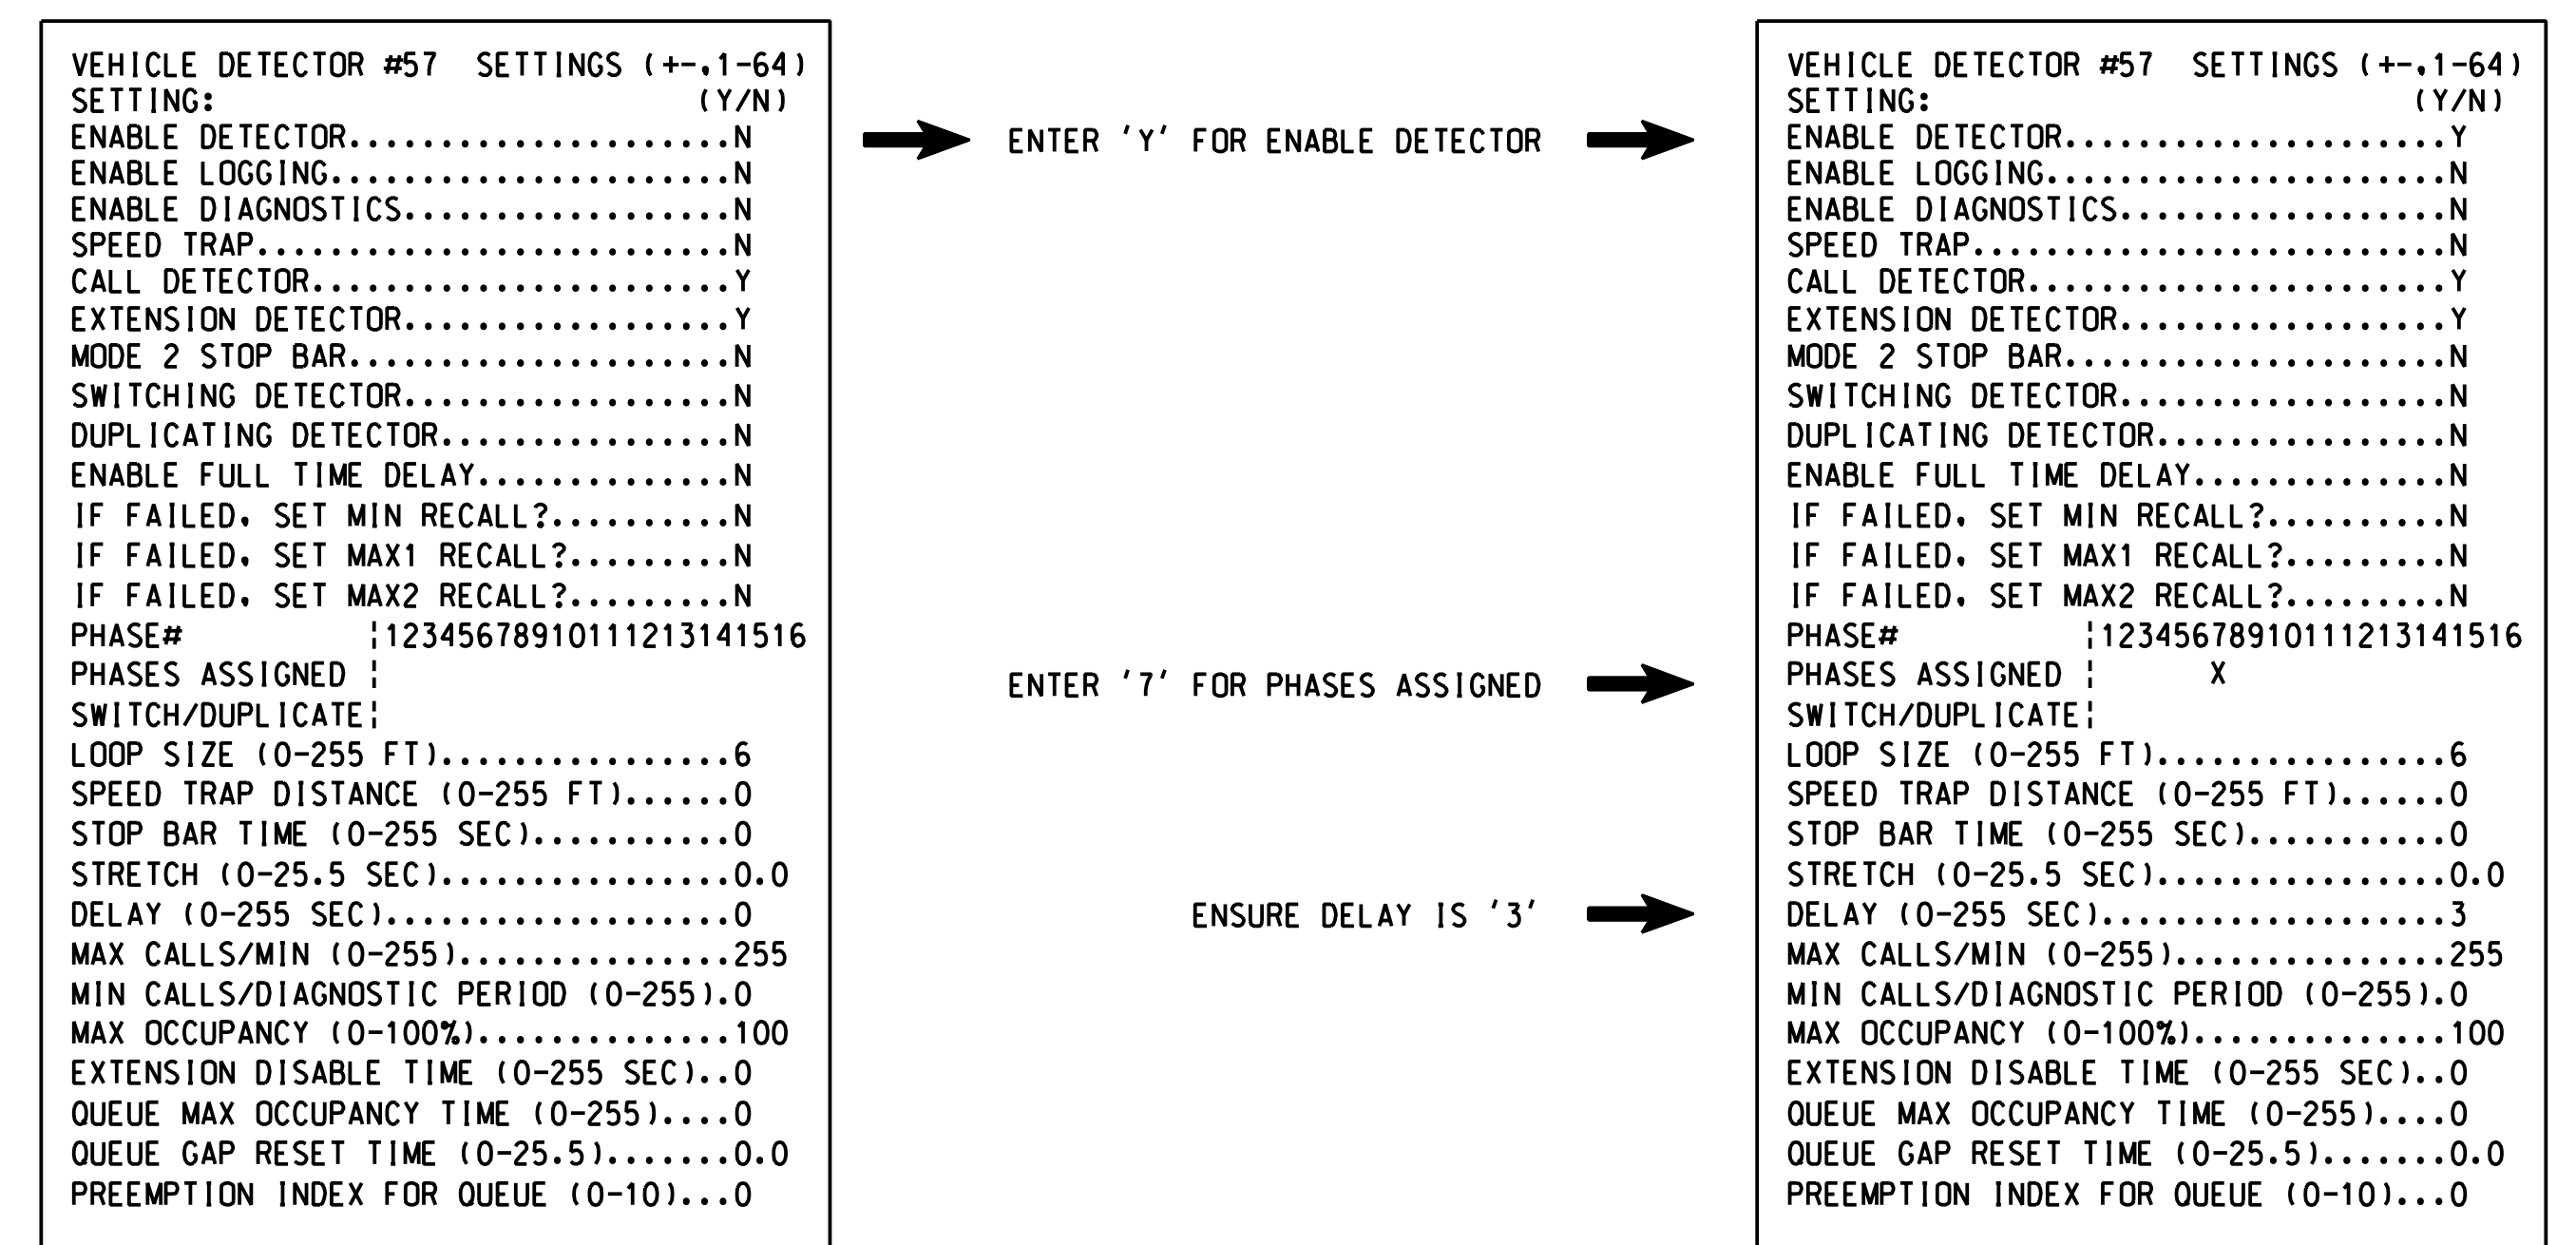 VEHICLE DETECTOR #57  SETTINGS (+-,1-64)
SETTING:                          (Y/N)
ENABLE DETECTOR.....................N
ENABLE LOGGING......................N
ENABLE DIAGNOSTICS..................N
SPEED TRAP..........................N
CALL DETECTOR.......................Y
EXTENSION DETECTOR..................Y
MODE 2 STOP BAR.....................N
SWITCHING DETECTOR..................N
DUPLICATING DETECTOR................N
ENABLE FULL TIME DELAY..............N
IF FAILED, SET MIN RECALL?..........N
IF FAILED, SET MAX1 RECALL?.........N
IF FAILED, SET MAX2 RECALL?.........N
PHASE#          ¦12345678910111213141516
PHASES ASSIGNED ¦
SWITCH/DUPLICATE¦
LOOP SIZE (0-255 FT)................6
SPEED TRAP DISTANCE (0-255 FT)......0
STOP BAR TIME (0-255 SEC)...........0
STRETCH (0-25.5 SEC)................0.0
DELAY (0-255 SEC)...................0
MAX CALLS/MIN (0-255)...............255
MIN CALLS/DIAGNOSTIC PERIOD (0-255).0
MAX OCCUPANCY (0-100%)..............100
EXTENSION DISABLE TIME (0-255 SEC)..0
QUEUE MAX OCCUPANCY TIME (0-255)....0
QUEUE GAP RESET TIME (0-25.5).......0.0
PREEMPTION INDEX FOR QUEUE (0-10)...0
ENTER 'Y' FOR ENABLE DETECTOR
ENTER '7' FOR PHASES ASSIGNED
ENSURE DELAY IS '3'
VEHICLE DETECTOR #57  SETTINGS (+-,1-64)
SETTING:                          (Y/N)
ENABLE DETECTOR.....................Y
ENABLE LOGGING......................N
ENABLE DIAGNOSTICS..................N
SPEED TRAP..........................N
CALL DETECTOR.......................Y
EXTENSION DETECTOR..................Y
MODE 2 STOP BAR.....................N
SWITCHING DETECTOR..................N
DUPLICATING DETECTOR................N
ENABLE FULL TIME DELAY..............N
IF FAILED, SET MIN RECALL?..........N
IF FAILED, SET MAX1 RECALL?.........N
IF FAILED, SET MAX2 RECALL?.........N
PHASE#          ¦12345678910111213141516
PHASES ASSIGNED ¦      X
SWITCH/DUPLICATE¦
LOOP SIZE (0-255 FT)................6
SPEED TRAP DISTANCE (0-255 FT)......0
STOP BAR TIME (0-255 SEC)...........0
STRETCH (0-25.5 SEC)................0.0
DELAY (0-255 SEC)...................3
MAX CALLS/MIN (0-255)...............255
MIN CALLS/DIAGNOSTIC PERIOD (0-255).0
MAX OCCUPANCY (0-100%)..............100
EXTENSION DISABLE TIME (0-255 SEC)..0
QUEUE MAX OCCUPANCY TIME (0-255)....0
QUEUE GAP RESET TIME (0-25.5).......0.0
PREEMPTION INDEX FOR QUEUE (0-10)...0